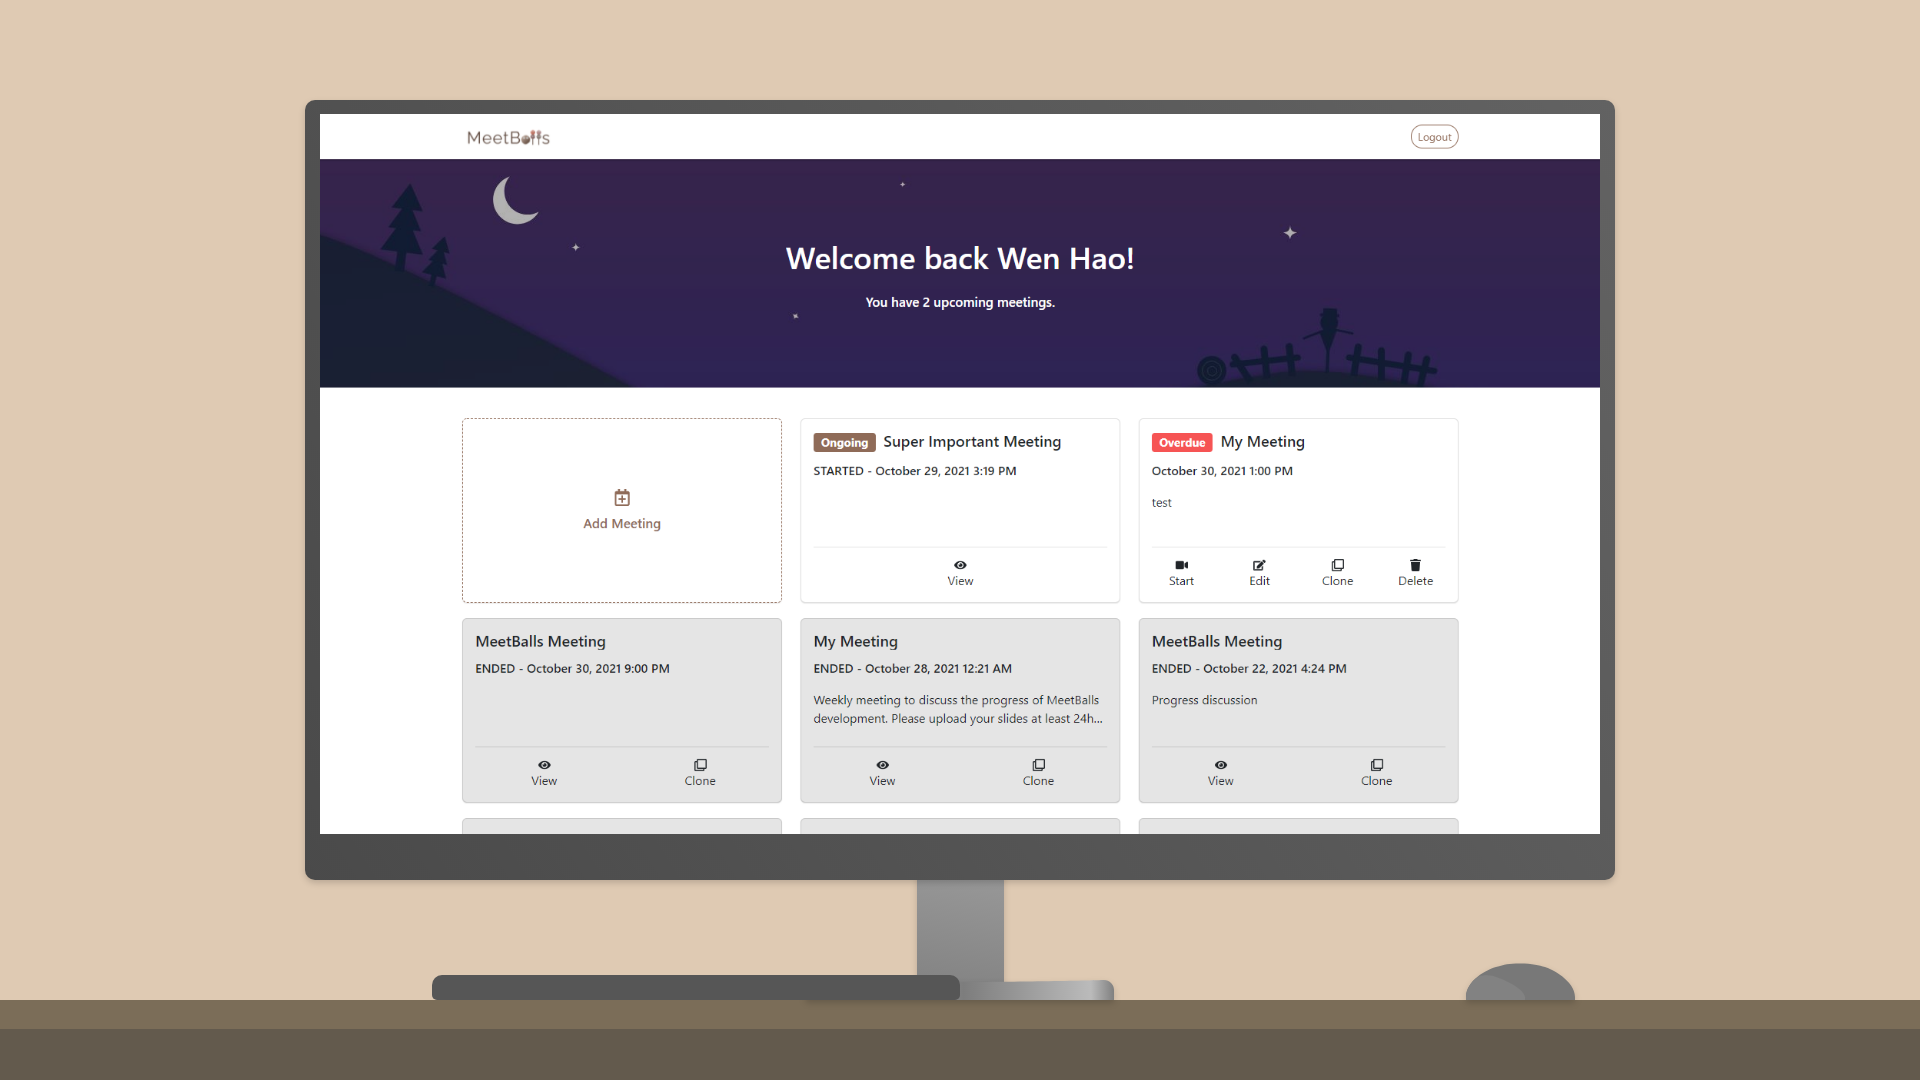 MeetBalls
Logout
Welcome back Wen Hao!
You have 2 upcoming meetings.
Add Meeting
Ongoing Super Important Meeting
STARTED - October 29, 2021 3:19 PM
View
Overdue My Meeting
October 30, 2021 1:00 PM
test
Start Edit Clone Delete
MeetBalls Meeting
ENDED - October 30, 2021 9:00 PM
View Clone
My Meeting
ENDED - October 28, 2021 12:21 AM
Weekly meeting to discuss the progress of MeetBalls
development. Please upload your slides at least 24h...
View Clone
MeetBalls Meeting
ENDED - October 22, 2021 4:24 PM
Progress discussion
View Clone